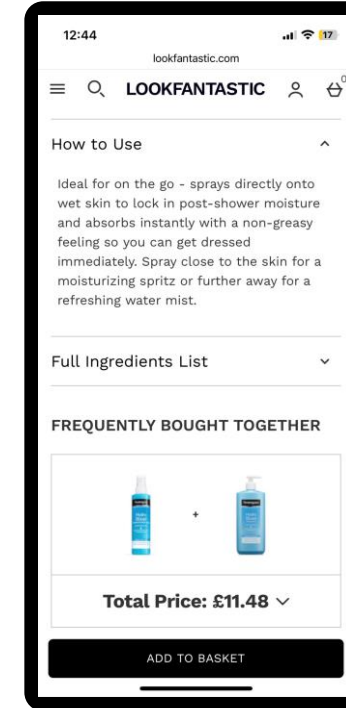 12:44
17
lookfantastic.com
LOOKFANTASTIC
0
How to Use
Ideal for on the go - sprays directly onto
wet skin to lock in post-shower moisture
and absorbs instantly with a non-greasy
feeling so you can get dressed
immediately. Spray close to the skin for a
moisturizing spritz or further away for a
refreshing water mist.
Full Ingredients List
FREQUENTLY BOUGHT TOGETHER
+
Total Price: £11.48
ADD TO BASKET